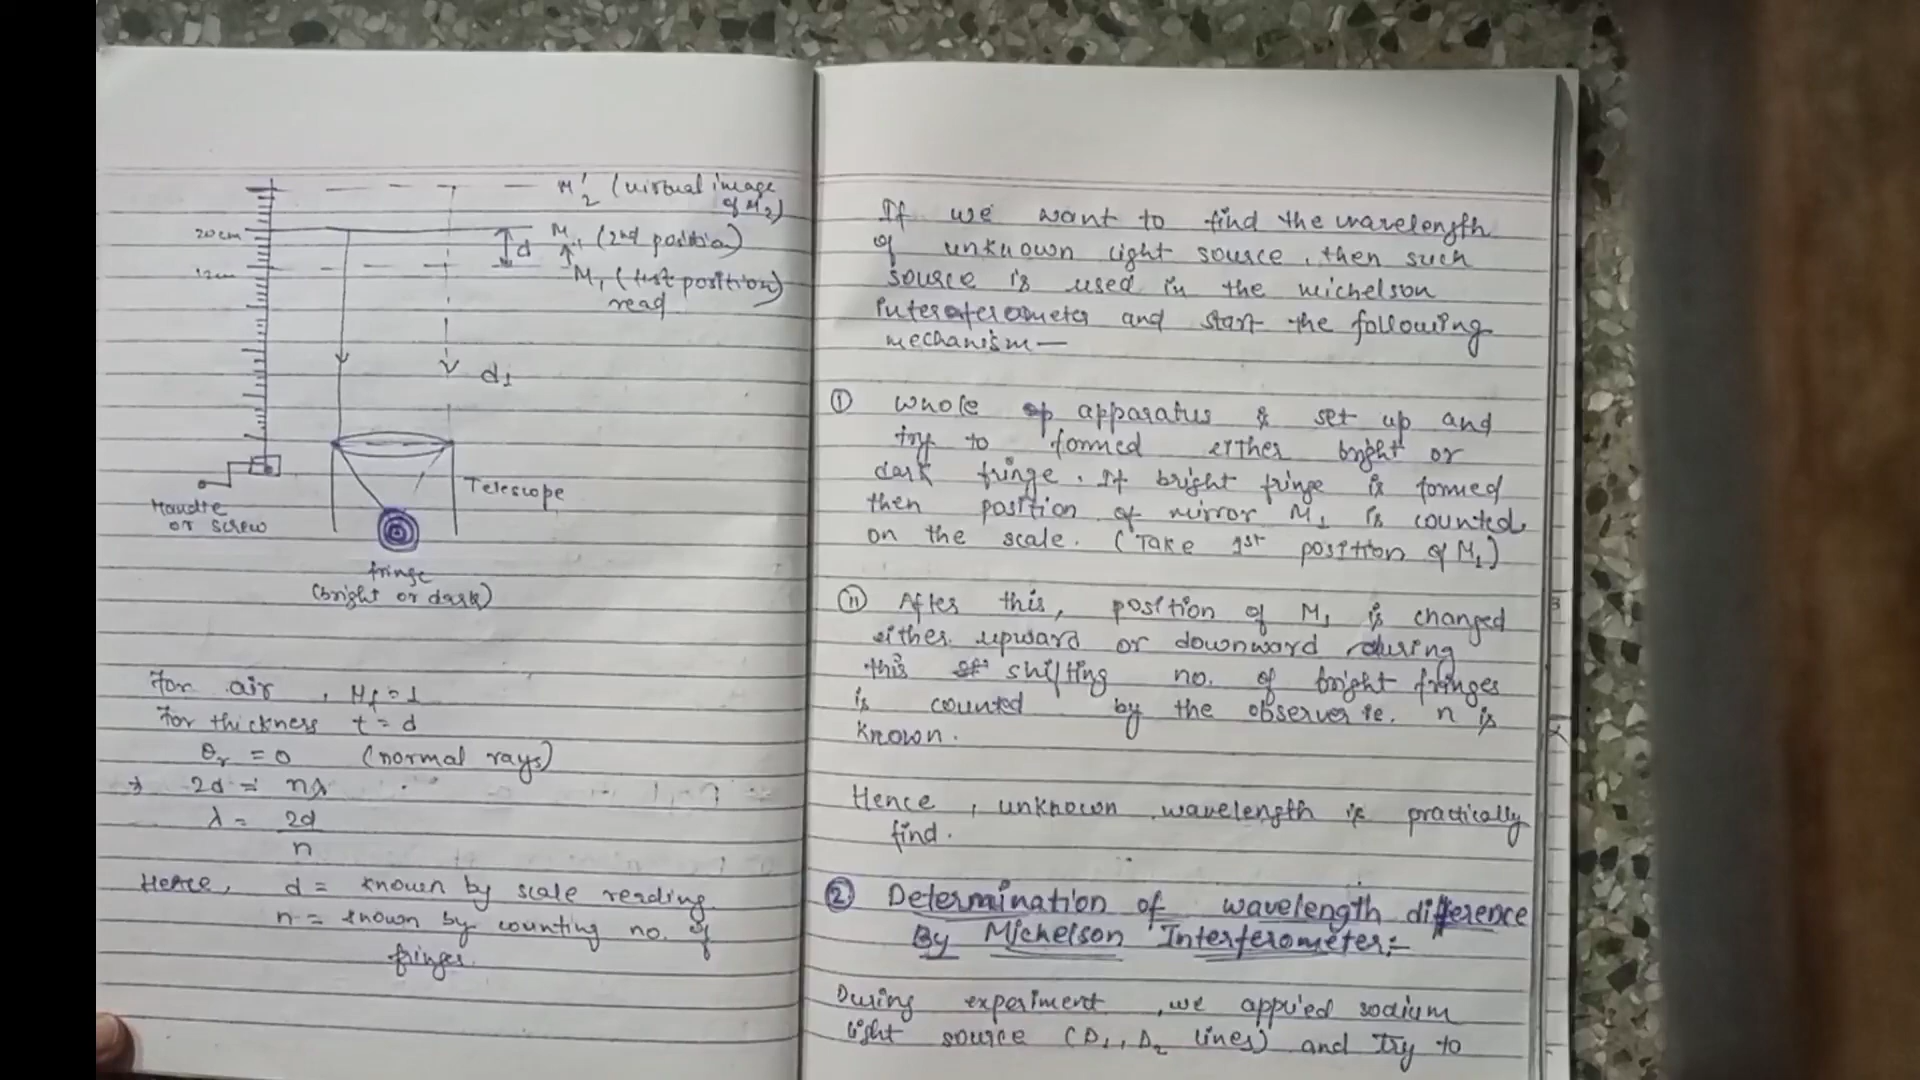 M'2 (virtual image
of M2)
20cm
d
M1 (2nd position)
12cm
M1 (1st position)
read
d1
Telescope
Handle
or screw
fringe
(bright or dark)
For air , Mf = 1
For thickness t = d
θr = 0 (normal rays)
⇒ 2d = nλ
λ = 2d
n
Hence, d = known by scale reading
n = known by counting no. of
fringes.
If we want to find the wavelength
of unknown light source, then such
source is used in the michelson
and start the following
mechanism—
(I) Whole apparatus & set up and
try to formed either bright or
dark fringe. If bright fringe is formed
then position of mirror M1 is counted
on the scale. (Take 1st position of M1)
(II) After this, position of M1 is changed
either upward or downward during
this shifting no. of bright fringes
is counted by the observer ie. n is
known.
Hence , unknown wavelength is practically
find.
(2) Determination of wavelength difference
By Michelson Interferometer:=
During experiment , we applied sodium
light source (D1, D2 lines) and try to